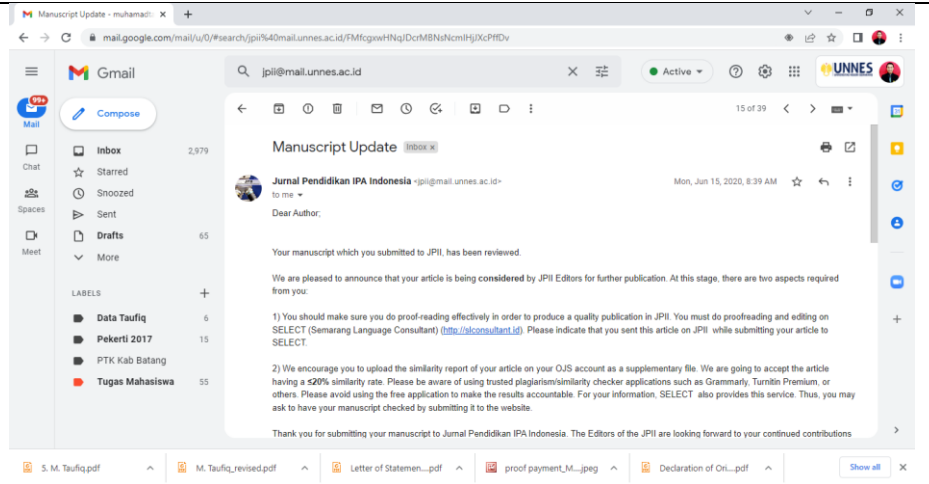 Manuscript Update - muhamadta
mail.google.com/mail/u/0/#search/jpii%40mail.unnes.ac.id/FMfcgxwHNq/DcrMBNsNcmIHjJXcPffDv
Gmail
jpii@mail.unnes.ac.id
Active
UNNES
99+
Mail
Compose
15 of 39
Chat
Spaces
Meet
Inbox 2,979
Starred
Snoozed
Sent
Drafts 65
More
LABELS
Data Taufiq 6
Pekerti 2017 15
PTK Kab Batang
Tugas Mahasiswa 55
Manuscript Update Inbox x
Jurnal Pendidikan IPA Indonesia <jpii@mail.unnes.ac.id> Mon, Jun 15, 2020, 8:39 AM
to me
Dear Author;
Your manuscript which you submitted to JPII, has been reviewed.
We are pleased to announce that your article is being considered by JPII Editors for further publication. At this stage, there are two aspects required
from you:
1) You should make sure you do proof-reading effectively in order to produce a quality publication in JPII. You must do proofreading and editing on
SELECT (Semarang Language Consultant) (http://slconsultant.id). Please indicate that you sent this article on JPII while submitting your article to
SELECT.
2) We encourage you to upload the similarity report of your article on your OJS account as a supplementary file. We are going to accept the article
having a ≤20% similarity rate. Please be aware of using trusted plagiarism/similarity checker applications such as Grammarly, Turnitin Premium, or
others. Please avoid using the free application to make the results accountable. For your information, SELECT also provides this service. Thus, you may
ask to have your manuscript checked by submitting it to the website.
Thank you for submitting your manuscript to Jurnal Pendidikan IPA Indonesia. The Editors of the JPII are looking forward to your continued contributions
5. M. Taufiq.pdf
M. Taufiq_revised.pdf
Letter of Statemen....pdf
proof payment_M....jpeg
Declaration of Ori....pdf
Show all